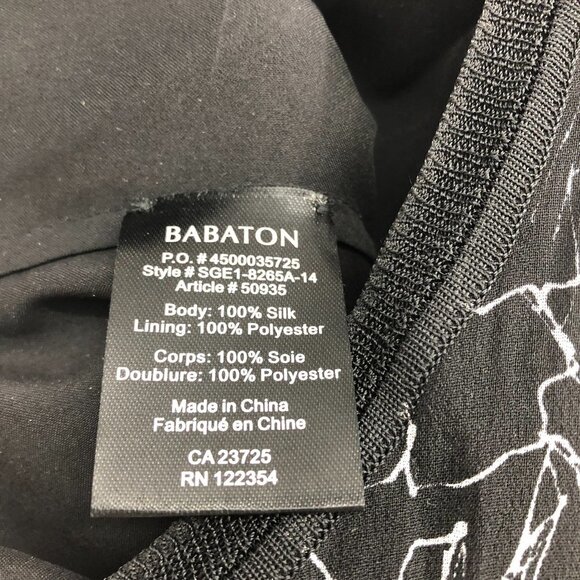 BABATON
P.O. # 4500035725
Style # SGE1-8265A-14
Article # 50935
Body: 100% Silk
Lining: 100% Polyester
Corps: 100% Soie
Doublure: 100% Polyester
Made in China
Fabriqué en Chine
CA 23725
RN 122354